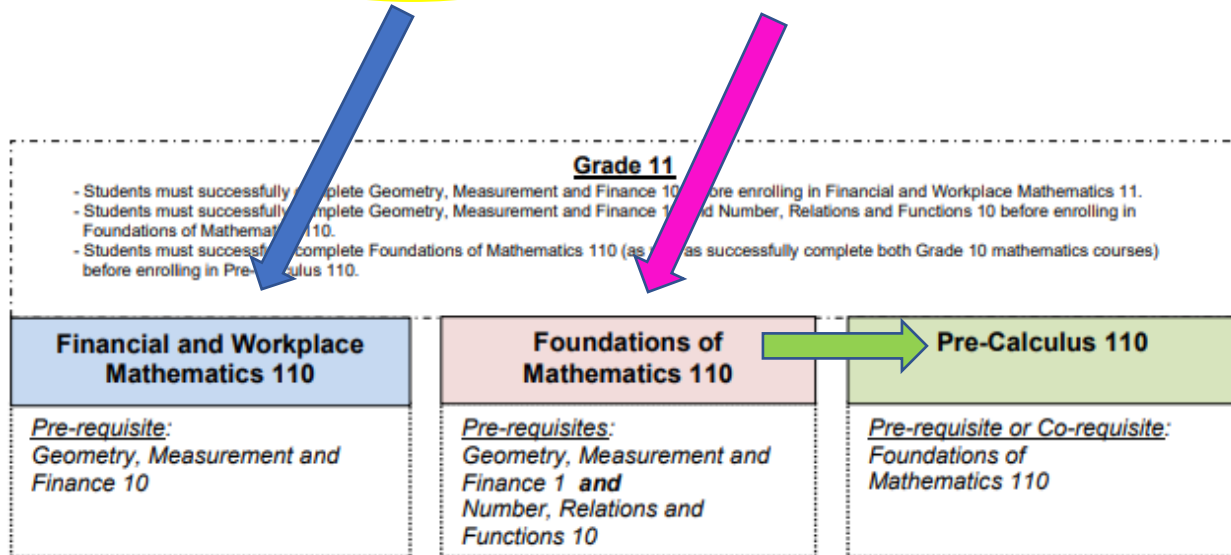 Grade 11
- Students must successfully complete Geometry, Measurement and Finance 10 before enrolling in Financial and Workplace Mathematics 11.
- Students must successfully complete Geometry, Measurement and Finance 1 and Number, Relations and Functions 10 before enrolling in
Foundations of Mathematics 110.
- Students must successfully complete Foundations of Mathematics 110 (as well as successfully complete both Grade 10 mathematics courses)
before enrolling in Pre-Calculus 110.
Financial and Workplace
Mathematics 110
Pre-requisite:
Geometry, Measurement and
Finance 10
Foundations of
Mathematics 110
Pre-requisites:
Geometry, Measurement and
Finance 1 and
Number, Relations and
Functions 10
Pre-Calculus 110
Pre-requisite or Co-requisite:
Foundations of
Mathematics 110